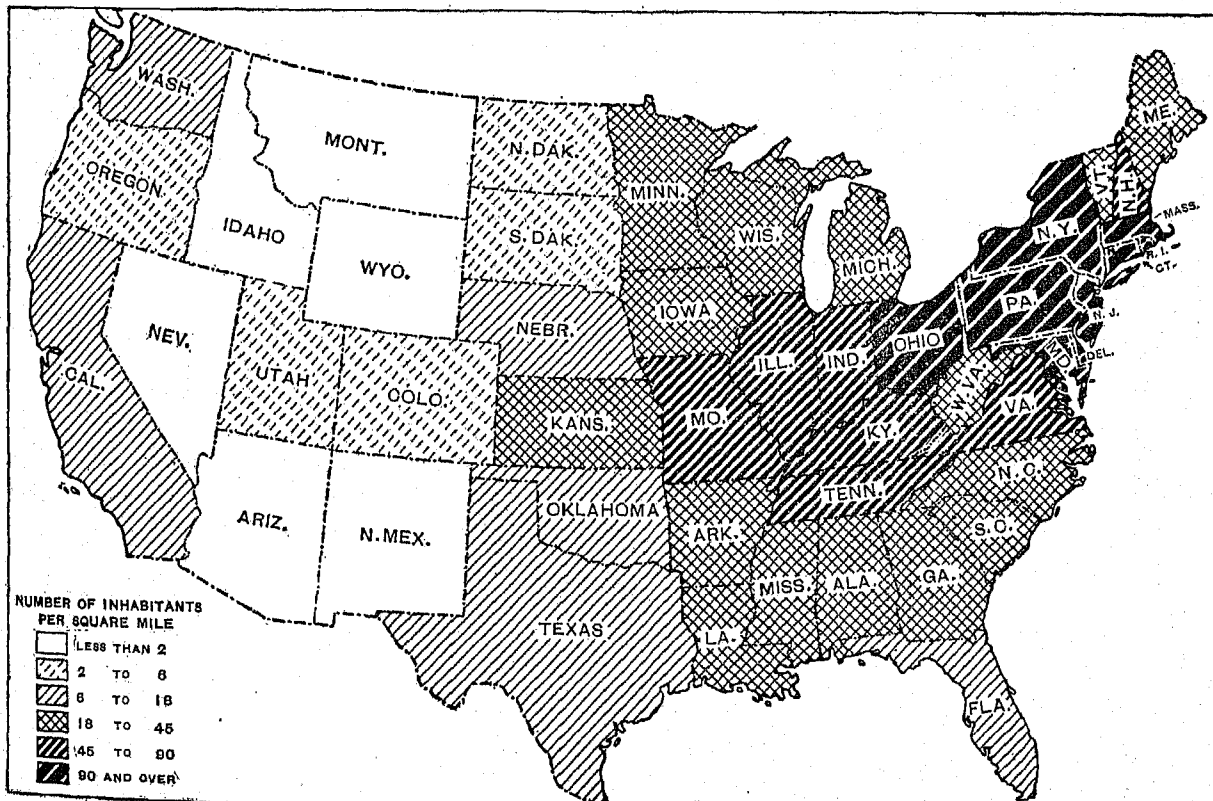 WASH.
MONT.
N. DAK.
ME.
OREGON
MINN.
VT.
N.H.
IDAHO
S. DAK.
WIS.
N.Y.
MASS.
WYO.
MICH.
R. I.
CT.
NEV.
NEBR.
IOWA
PA.
N. J.
CAL.
UTAH
COLO.
ILL.
IND.
OHIO
MD.
DEL.
KANS.
MO.
KY.
W. VA.
VA.
ARIZ.
N. MEX.
OKLAHOMA
ARK.
TENN.
N. C.
S. C.
TEXAS
LA.
MISS.
ALA.
GA.
FLA.
NUMBER OF INHABITANTS
PER SQUARE MILE
LESS THAN 2
2 TO 6
6 TO 18
18 TO 45
45 TO 90
90 AND OVER